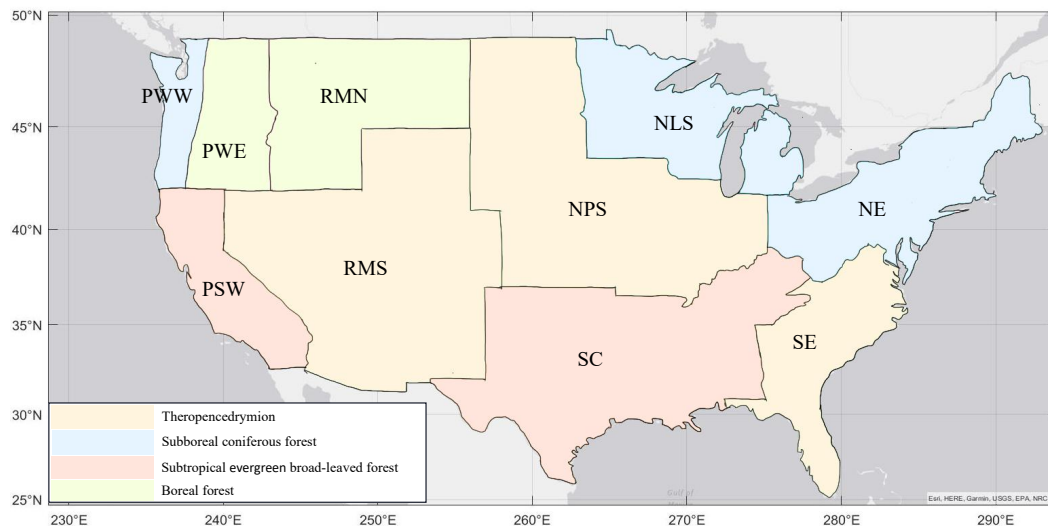 50°N
PWW
RMN
NLS
45°N
PWE
NPS
NE
40°N
RMS
PSW
35°N
SE
SC
30°N
Theropencedrymion
Subboreal coniferous forest
Subtropical evergreen broad-leaved forest
Boreal forest
25°N
Gulf of
Esri, HERE, Garmin, USGS, EPA, NRC
230°E 240°E 250°E 260°E 270°E 280°E 290°E